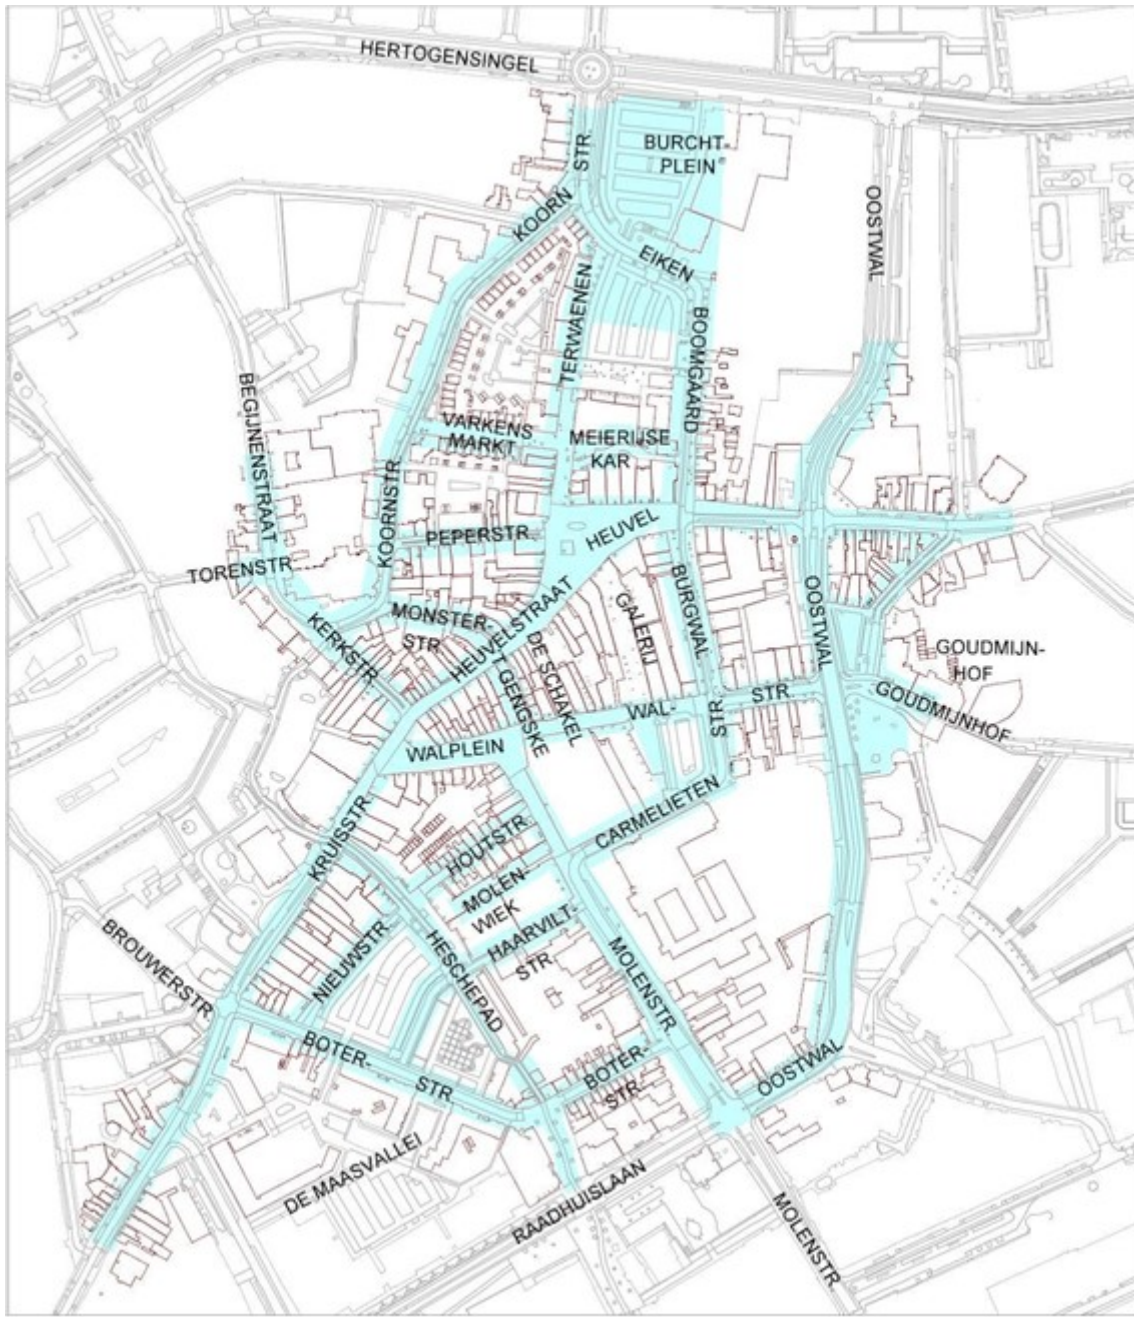 HERTOGENSINGEL
BURCHT-
PLEIN
KOORN
STR
OOSTWAL
EIKEN
BOOMGAARD
TERWAENEN
BEGIJNENSTRAAT
VARKENS
MARKT
MEIERIJSE
KAR
KOORNSTR
PEPERSTR
HEUVEL
TORENSTR
MONSTER-
STR
KERKSTR
HEUVELSTRAAT
DE SCHAKEL
T GENGSKE
GALERIJ
BURGWAL
STR
OOSTWAL
GOUDMIJN-
HOF
GOUDMIJNHOF
WAL-
STR
WALPLEIN
KRUISSTR
HOUTSTR
CARMELIETEN
MOLEN-
WIEK
HAARVILT-
STR
BROUWERSTR
NIEUWSTR
HESCHEPAD
MOLENSTR
BOTER-
STR
BOTER-
STR
OOSTWAL
DE MAASVALLEI
RAADHUISLAAN
MOLENSTR